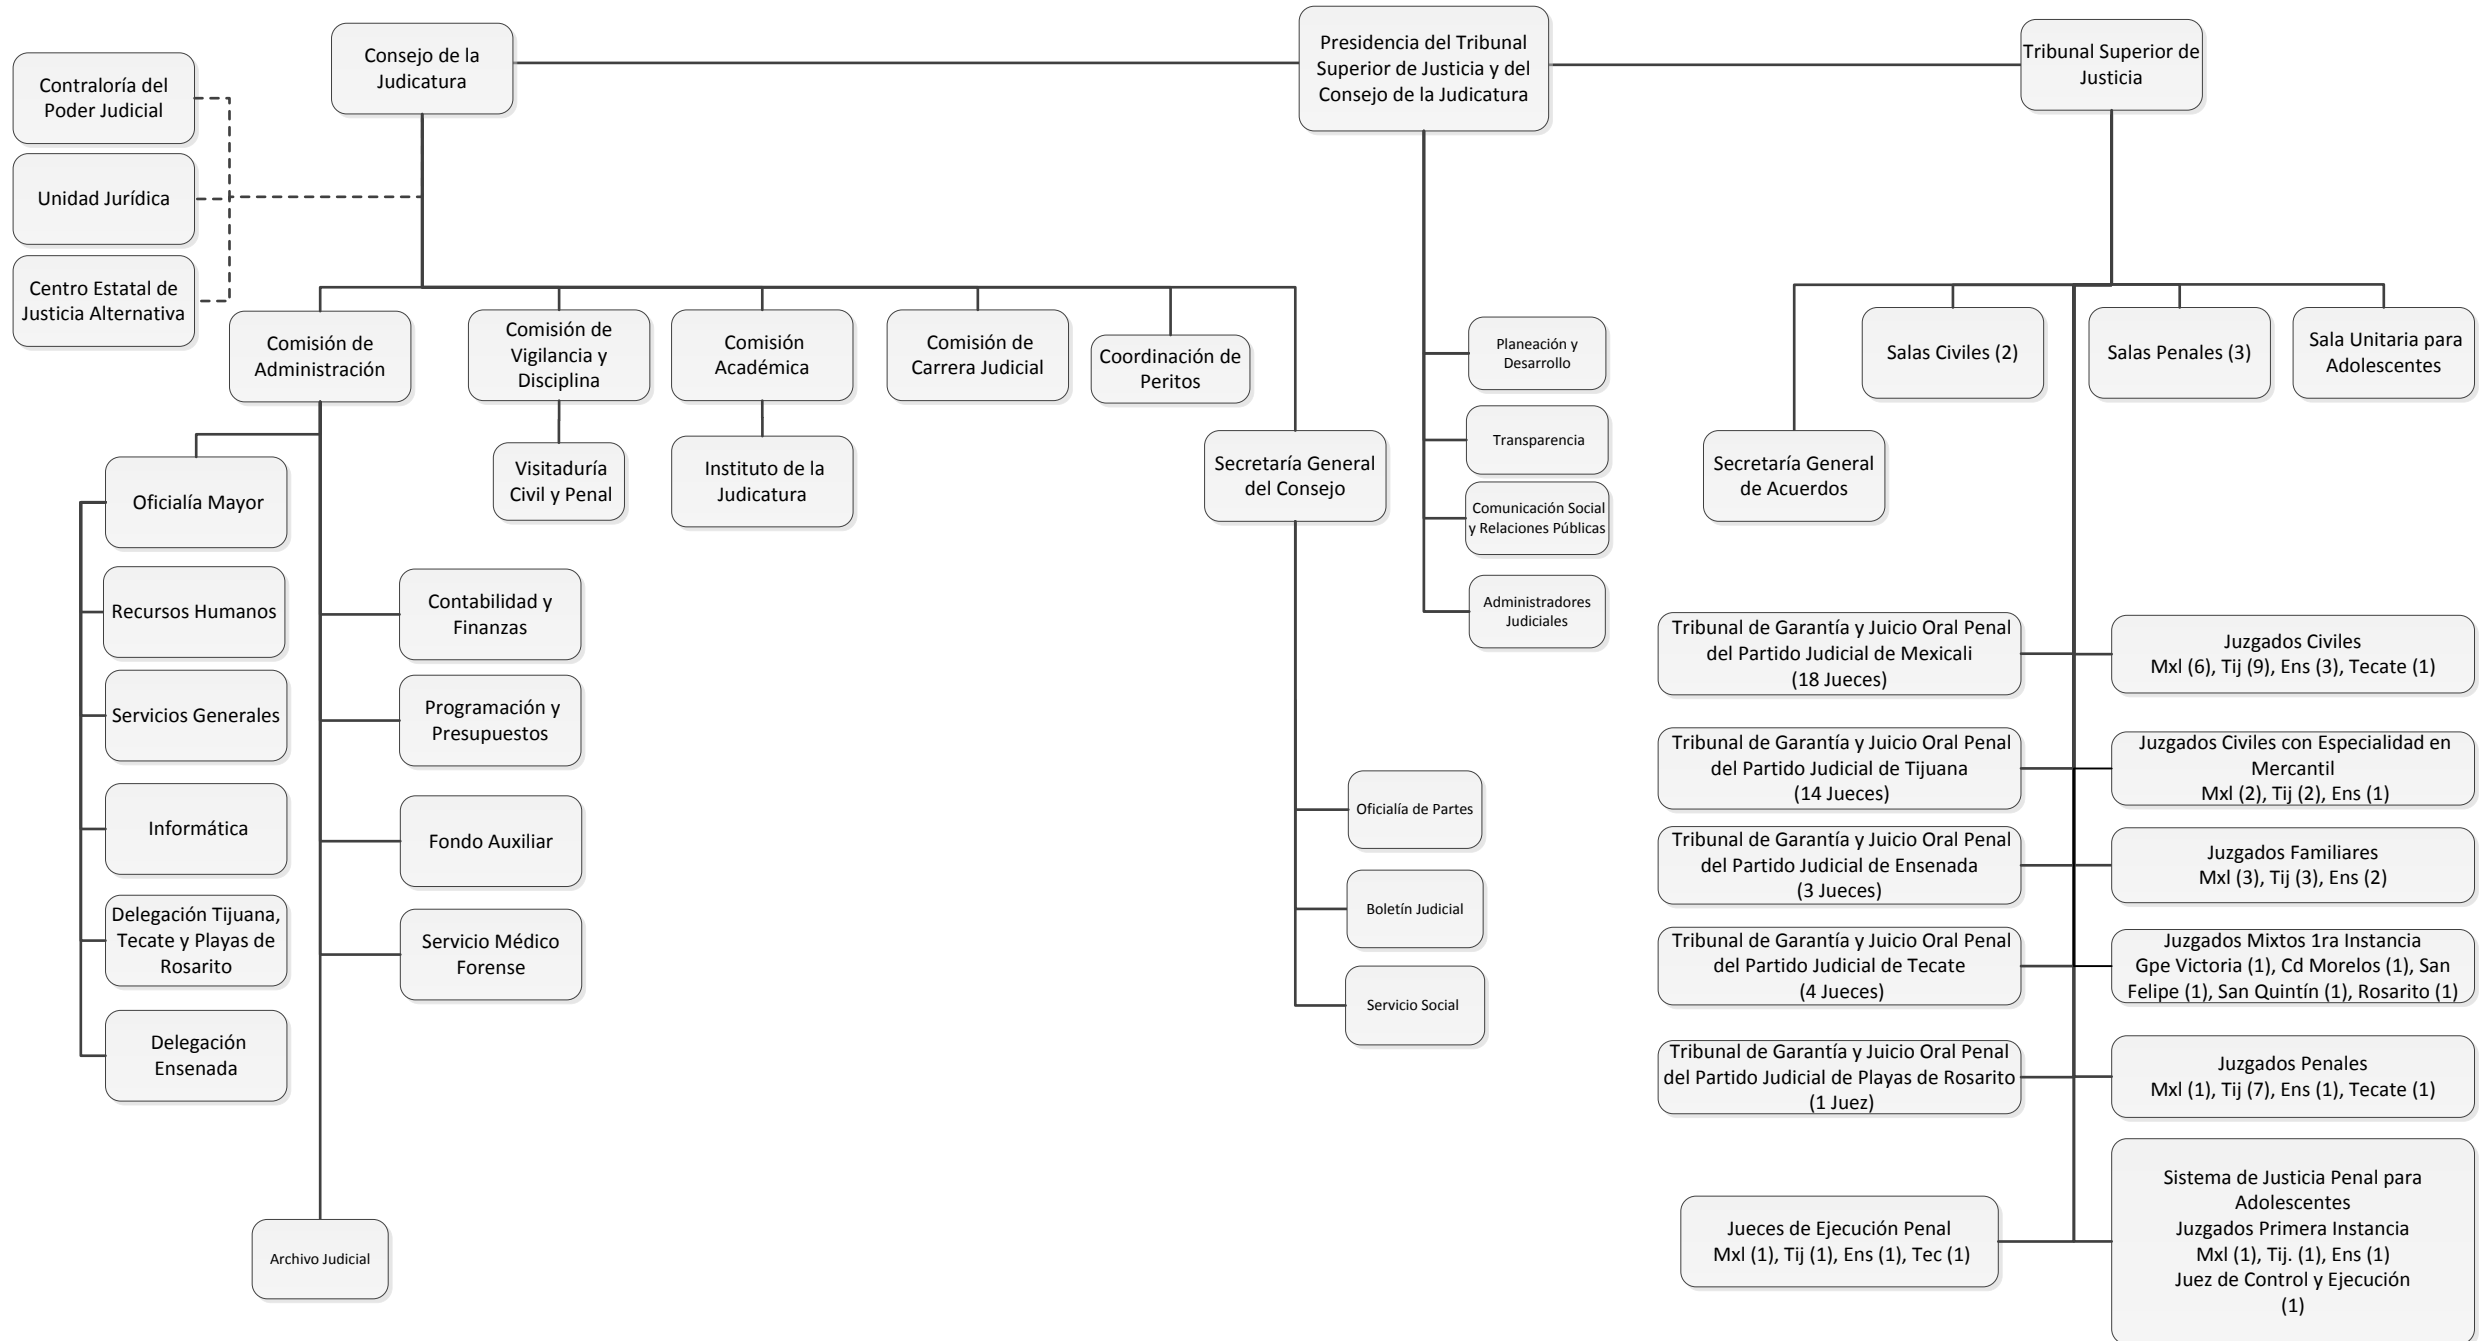 Consejo de la
Judicatura
Presidencia del Tribunal
Superior de Justicia y del
Consejo de la Judicatura
Tribunal Superior de
Justicia
Contraloría del
Poder Judicial
Unidad Jurídica
Centro Estatal de
Justicia Alternativa
Comisión de
Administración
Comisión de
Vigilancia y
Disciplina
Comisión
Académica
Comisión de
Carrera Judicial
Coordinación de
Peritos
Visitaduría
Civil y Penal
Instituto de la
Judicatura
Secretaría General
del Consejo
Oficialía Mayor
Recursos Humanos
Servicios Generales
Informática
Delegación Tijuana,
Tecate y Playas de
Rosarito
Delegación
Ensenada
Contabilidad y
Finanzas
Programación y
Presupuestos
Fondo Auxiliar
Servicio Médico
Forense
Archivo Judicial
Oficialía de Partes
Boletín Judicial
Servicio Social
Planeación y
Desarrollo
Transparencia
Comunicación Social
y Relaciones Públicas
Administradores
Judiciales
Salas Civiles (2)
Salas Penales (3)
Sala Unitaria para
Adolescentes
Secretaría General
de Acuerdos
Tribunal de Garantía y Juicio Oral Penal
del Partido Judicial de Mexicali
(18 Jueces)
Tribunal de Garantía y Juicio Oral Penal
del Partido Judicial de Tijuana
(14 Jueces)
Tribunal de Garantía y Juicio Oral Penal
del Partido Judicial de Ensenada
(3 Jueces)
Tribunal de Garantía y Juicio Oral Penal
del Partido Judicial de Tecate
(4 Jueces)
Tribunal de Garantía y Juicio Oral Penal
del Partido Judicial de Playas de Rosarito
(1 Juez)
Jueces de Ejecución Penal
Mxl (1), Tij (1), Ens (1), Tec (1)
Juzgados Civiles
Mxl (6), Tij (9), Ens (3), Tecate (1)
Juzgados Civiles con Especialidad en
Mercantil
Mxl (2), Tij (2), Ens (1)
Juzgados Familiares
Mxl (3), Tij (3), Ens (2)
Juzgados Mixtos 1ra Instancia
Gpe Victoria (1), Cd Morelos (1), San
Felipe (1), San Quintín (1), Rosarito (1)
Juzgados Penales
Mxl (1), Tij (7), Ens (1), Tecate (1)
Sistema de Justicia Penal para
Adolescentes
Juzgados Primera Instancia
Mxl (1), Tij. (1), Ens (1)
Juez de Control y Ejecución
(1)